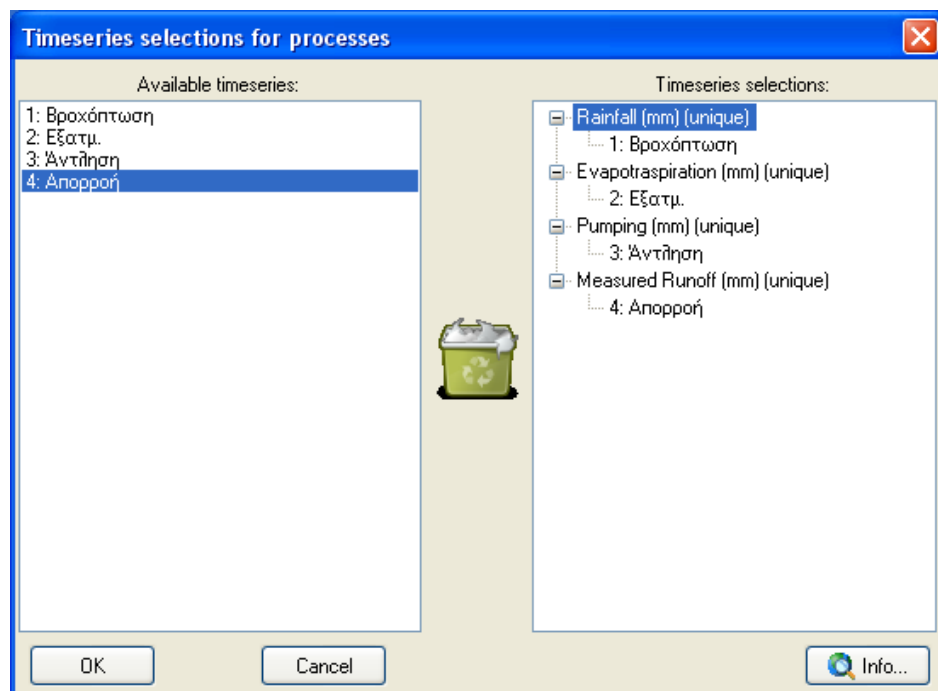 Timeseries selections for processes
Available timeseries:
1: Βροχόπτωση
2: Εξατμ.
3: Άντληση
4: Απορροή
Timeseries selections:
Rainfall (mm) (unique)
1: Βροχόπτωση
Evapotraspiration (mm) (unique)
2: Εξατμ.
Pumping (mm) (unique)
3: Άντληση
Measured Runoff (mm) (unique)
4: Απορροή
OK
Cancel
Info...